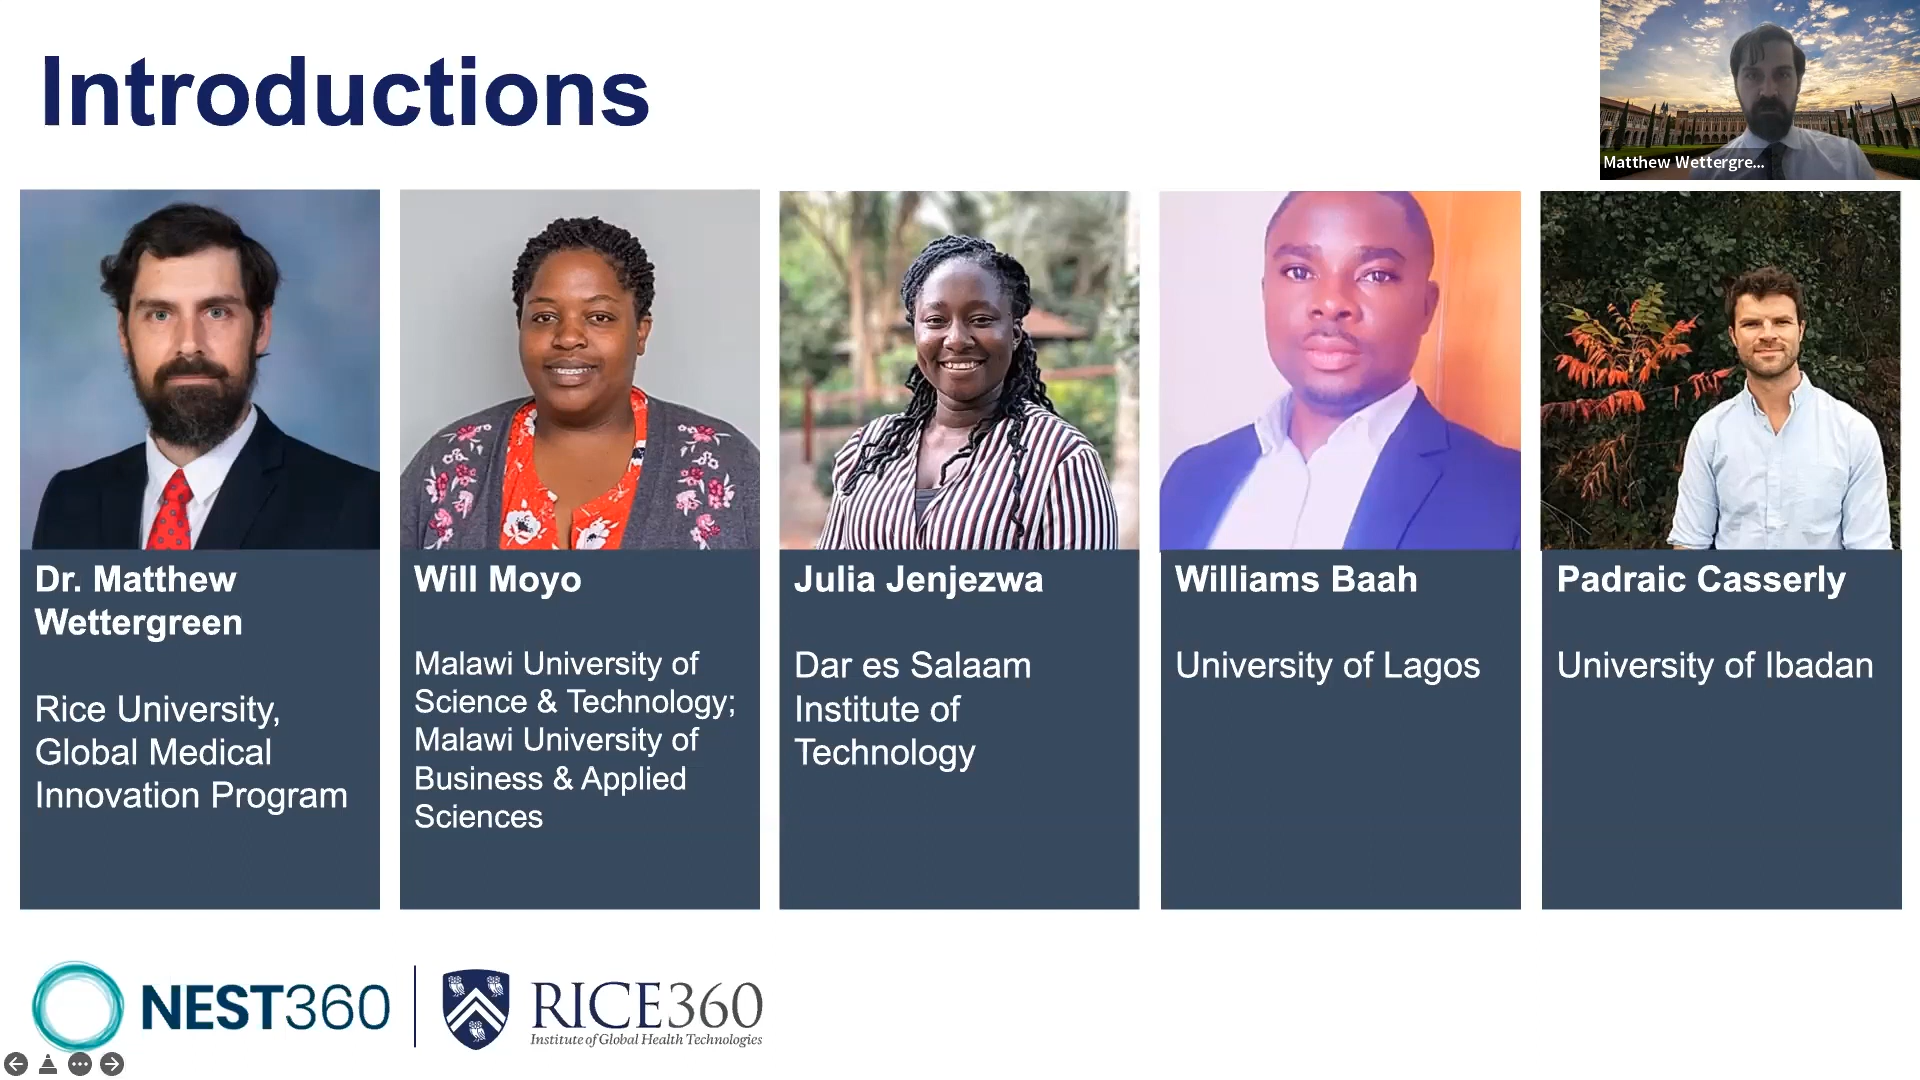 Introductions
Matthew Wettergre...
Dr. Matthew
Wettergreen
Rice University,
Global Medical
Innovation Program
Will Moyo
Malawi University of
Science & Technology;
Malawi University of
Business & Applied
Sciences
Julia Jenjezwa
Dar es Salaam
Institute of
Technology
Williams Baah
University of Lagos
Padraic Casserly
University of Ibadan
NEST360
RICE360
Institute of Global Health Technologies